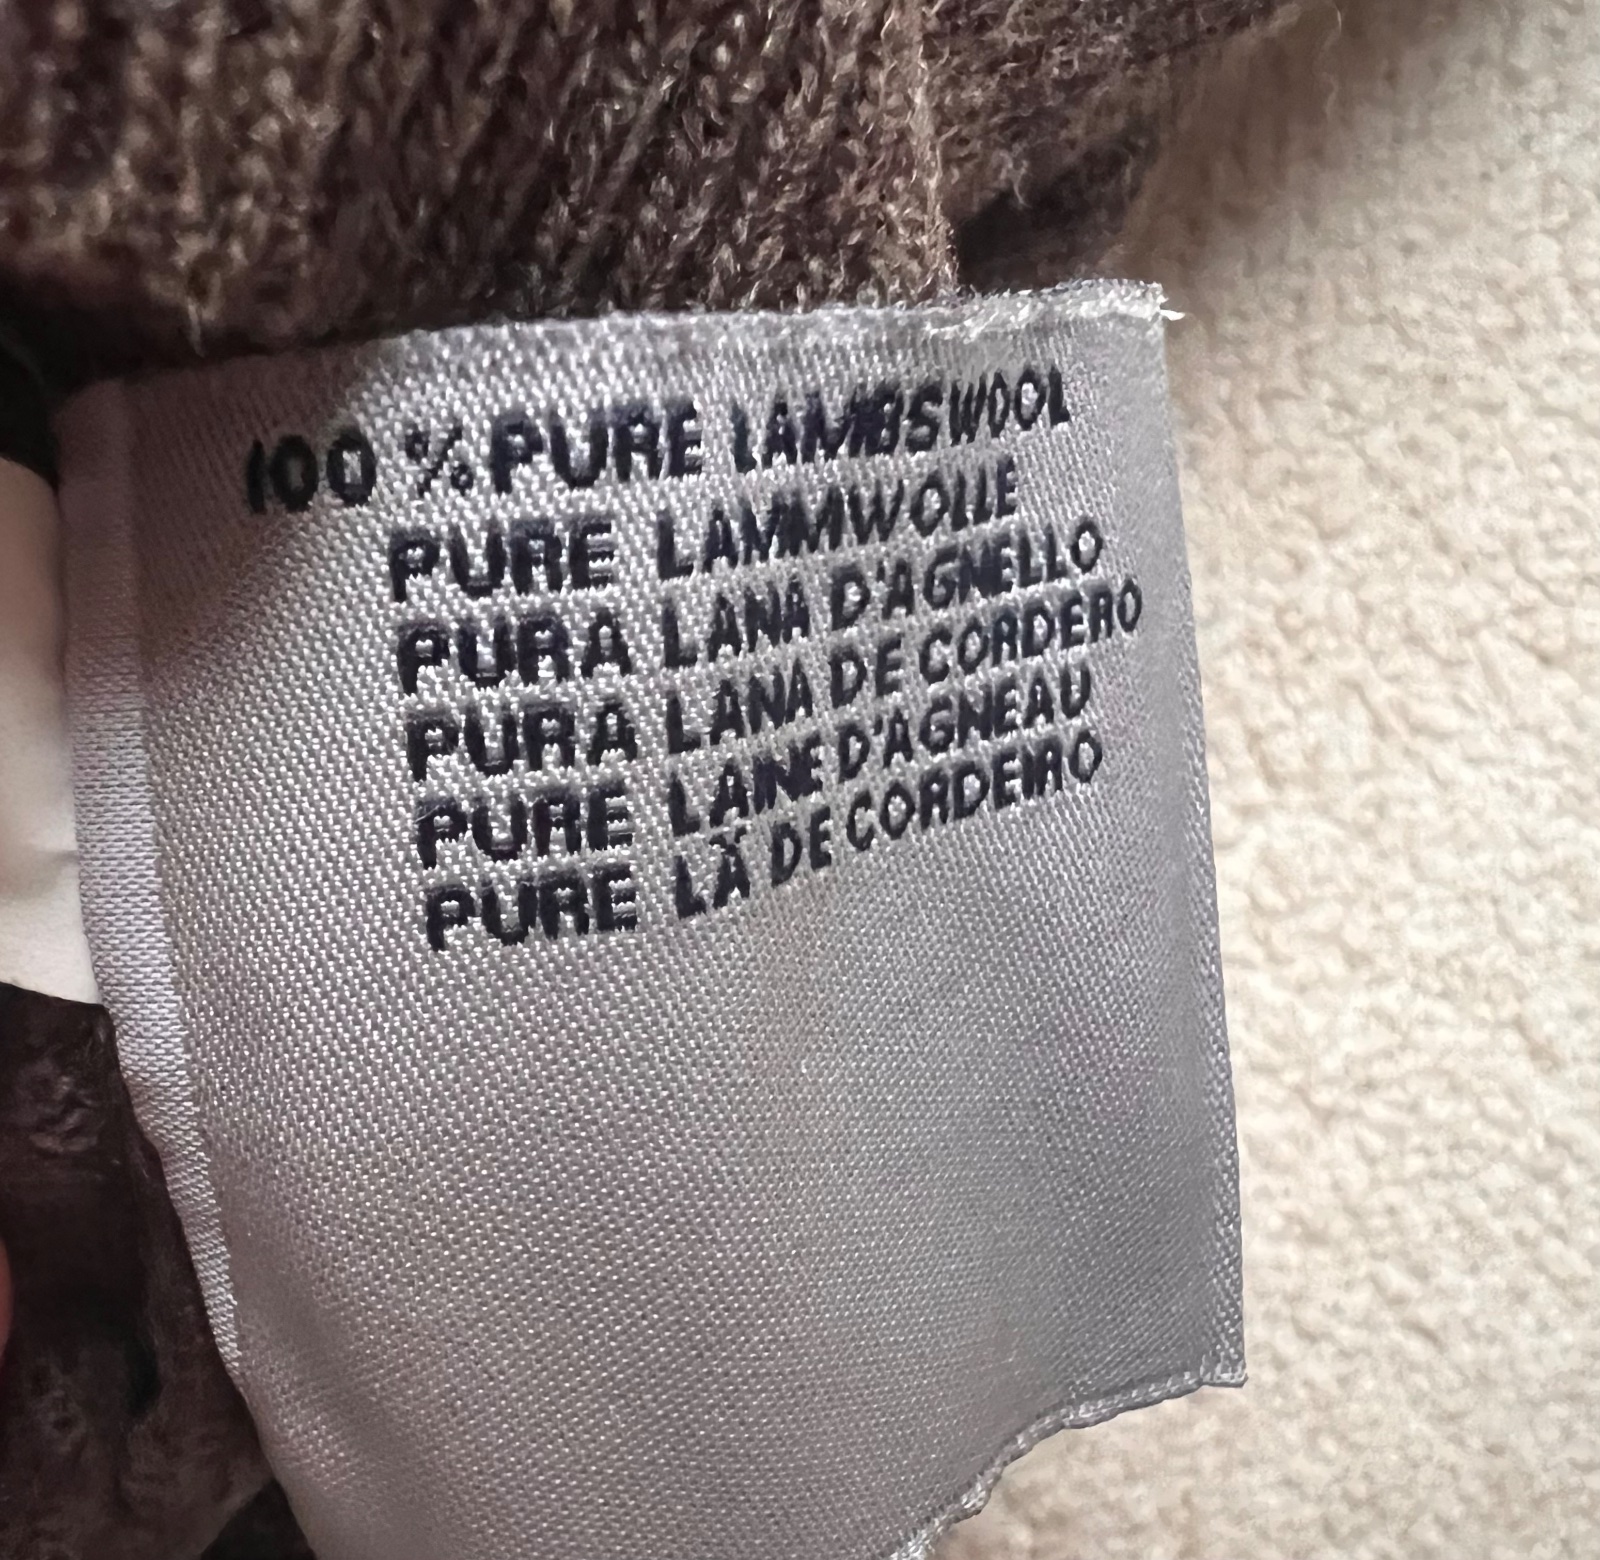 100 % PURE LAMBSWOOL
PURE LAMMWOLLE
PURA LANA D'AGNELLO
PURA LANA DE CORDERO
PURE LAINE D'AGNEAU
PURE LÃ DE CORDEIRO